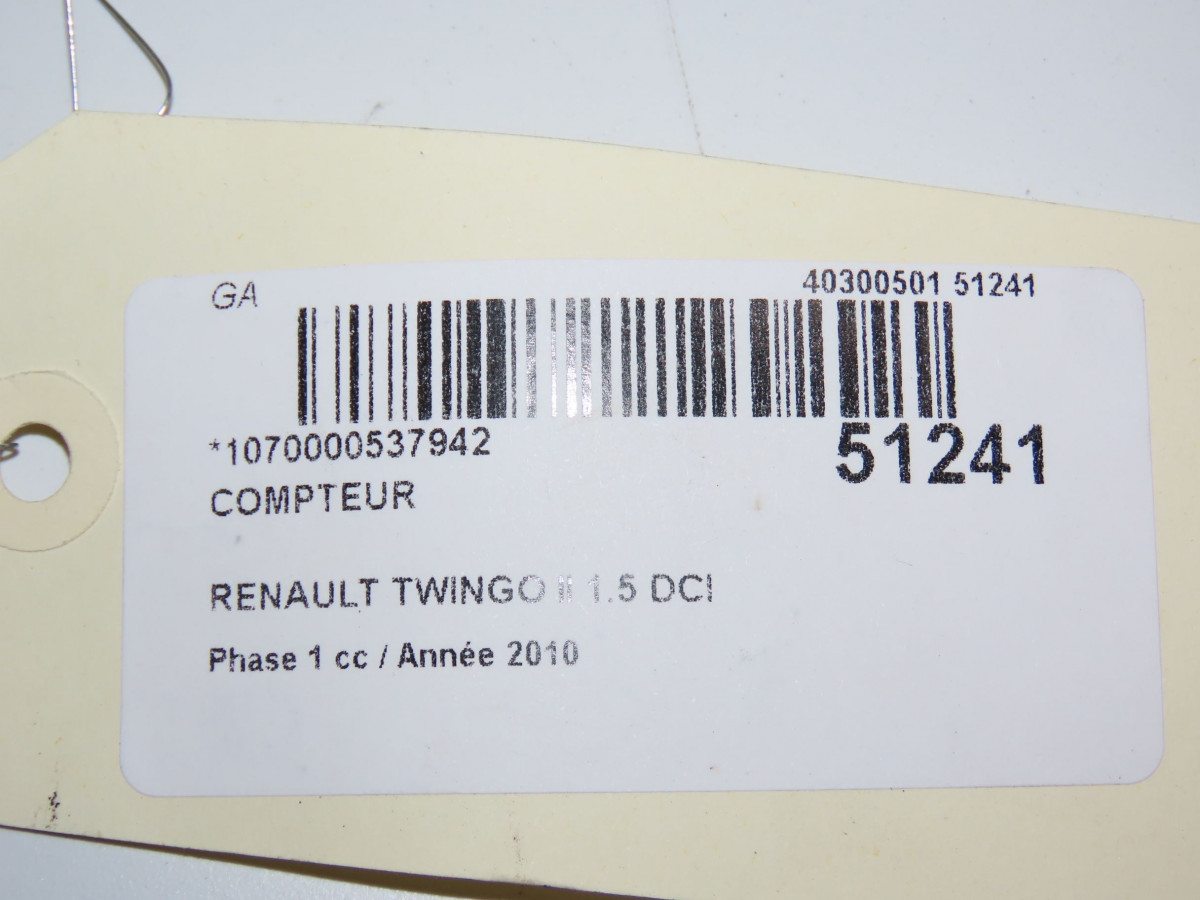 GA 40300501 51241
*1070000537942 51241
COMPTEUR
RENAULT TWINGO II 1.5 DCI
Phase 1 cc / Année 2010